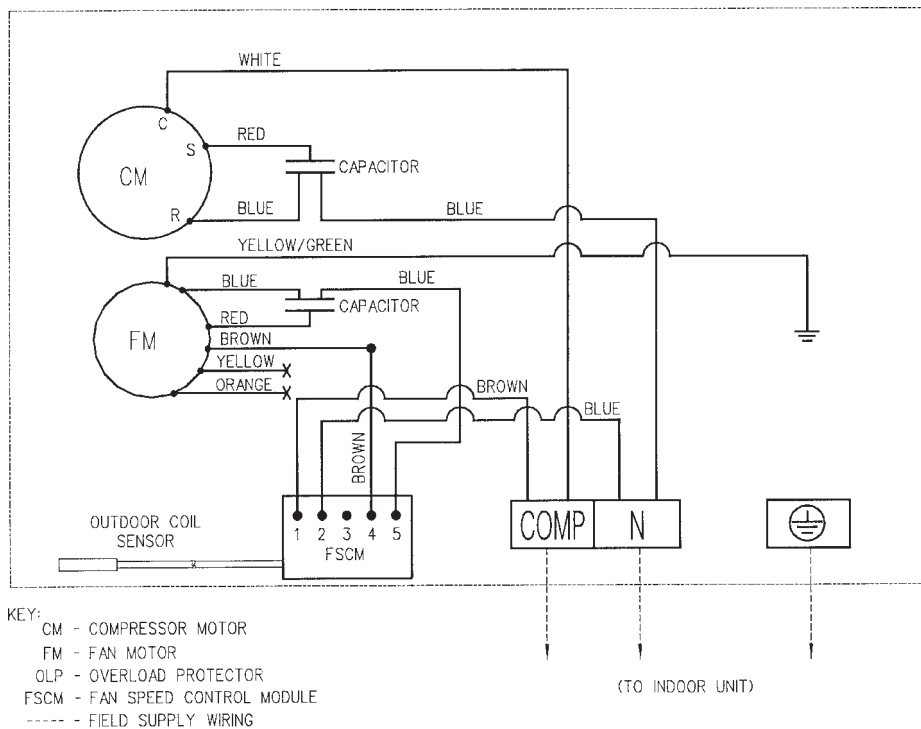 WHITE
C
RED
S
CAPACITOR
CM
R
BLUE
BLUE
YELLOW/GREEN
BLUE
BLUE
CAPACITOR
RED
FM
BROWN
YELLOW
ORANGE
BROWN
BLUE
BROWN
OUTDOOR COIL
SENSOR
1 2 3 4 5
FSCM
COMP N
KEY:
CM - COMPRESSOR MOTOR
FM - FAN MOTOR
OLP - OVERLOAD PROTECTOR
FSCM - FAN SPEED CONTROL MODULE
----- - FIELD SUPPLY WIRING
(TO INDOOR UNIT)